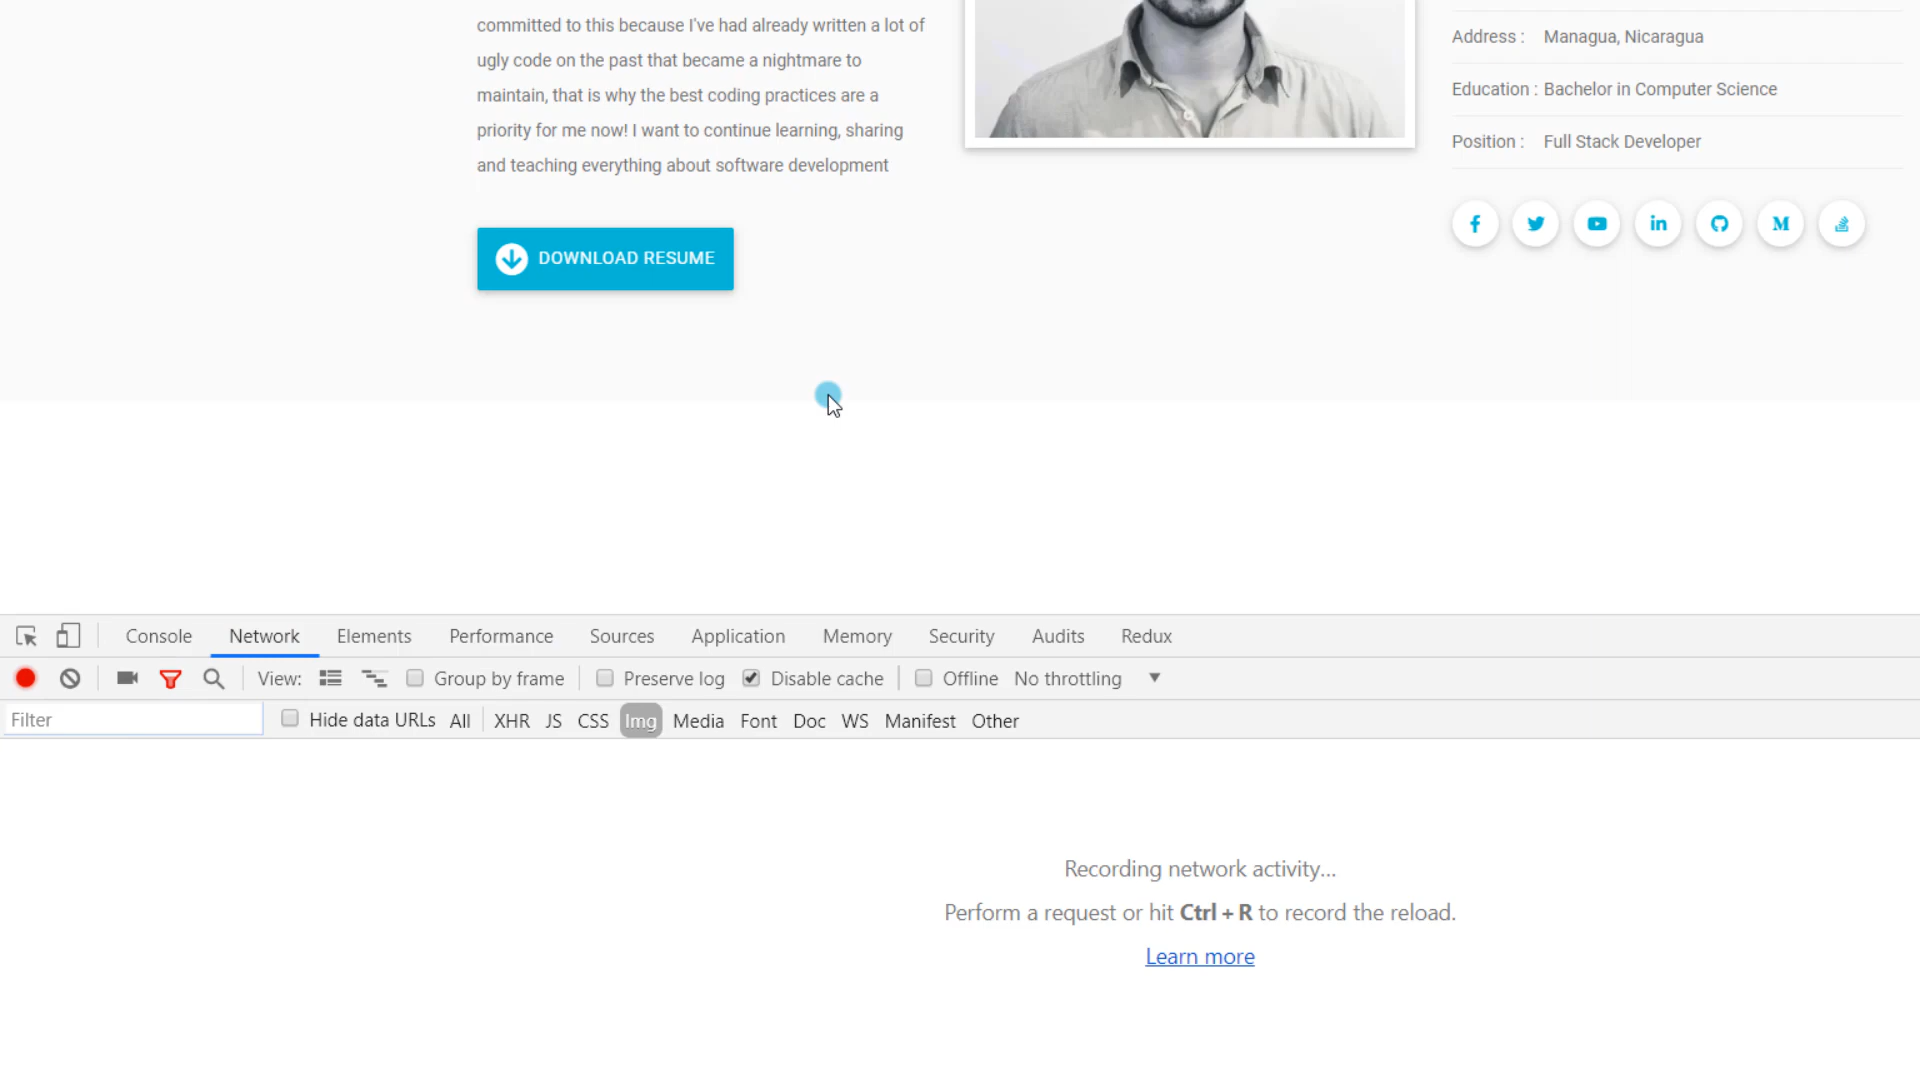 committed to this because I've had already written a lot of
ugly code on the past that became a nightmare to
maintain, that is why the best coding practices are a
priority for me now! I want to continue learning, sharing
and teaching everything about software development
DOWNLOAD RESUME
Address : Managua, Nicaragua
Education : Bachelor in Computer Science
Position : Full Stack Developer
Console Network Elements Performance Sources Application Memory Security Audits Redux
View: Group by frame Preserve log Disable cache Offline No throttling
Filter Hide data URLs All XHR JS CSS Img Media Font Doc WS Manifest Other
Recording network activity...
Perform a request or hit Ctrl + R to record the reload.
Learn more